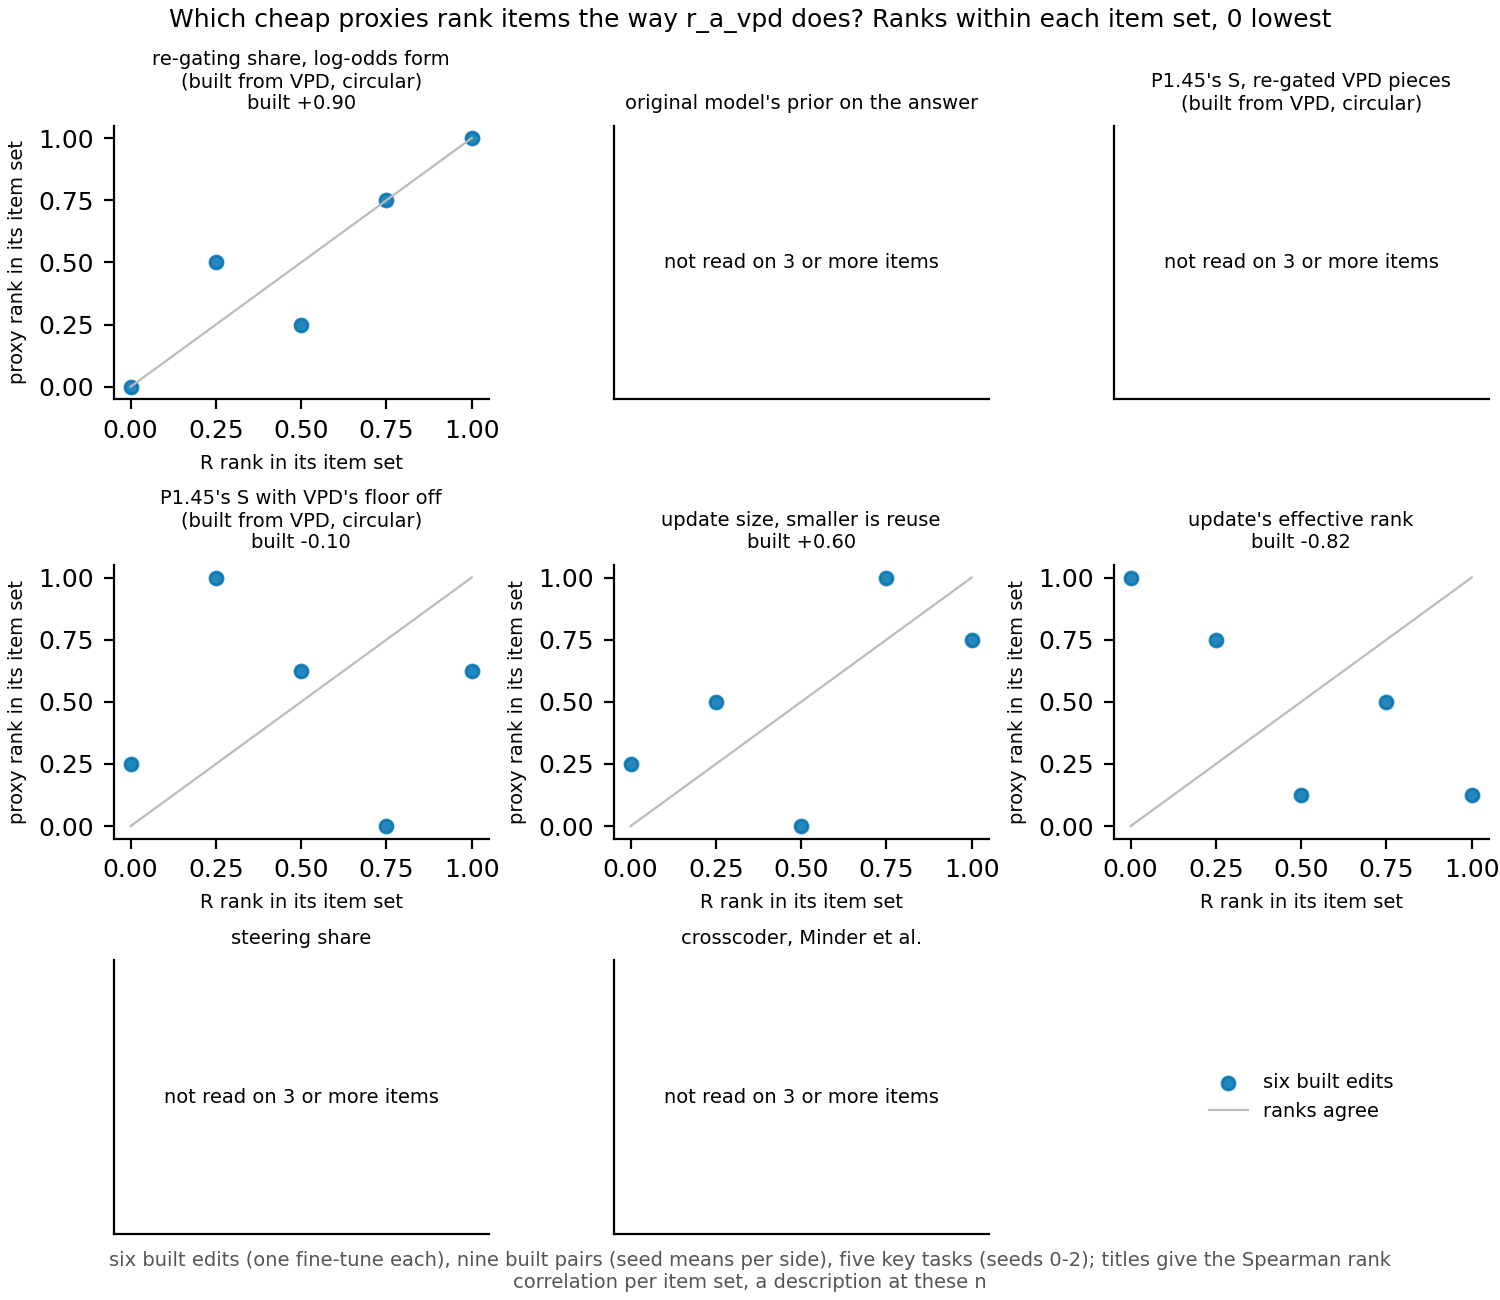 Which cheap proxies rank items the way r_a_vpd does? Ranks within each item set, 0 lowest
re-gating share, log-odds form
(built from VPD, circular)
built +0.90
1.00
0.75
0.50
0.25
0.00
proxy rank in its item set
0.00 0.25 0.50 0.75 1.00
R rank in its item set
original model's prior on the answer
not read on 3 or more items
P1.45's S, re-gated VPD pieces
(built from VPD, circular)
not read on 3 or more items
P1.45's S with VPD's floor off
(built from VPD, circular)
built -0.10
1.00
0.75
0.50
0.25
0.00
proxy rank in its item set
0.00 0.25 0.50 0.75 1.00
R rank in its item set
update size, smaller is reuse
built +0.60
1.00
0.75
0.50
0.25
0.00
proxy rank in its item set
0.00 0.25 0.50 0.75 1.00
R rank in its item set
update's effective rank
built -0.82
1.00
0.75
0.50
0.25
0.00
proxy rank in its item set
0.00 0.25 0.50 0.75 1.00
R rank in its item set
steering share
not read on 3 or more items
crosscoder, Minder et al.
not read on 3 or more items
six built edits
ranks agree
six built edits (one fine-tune each), nine built pairs (seed means per side), five key tasks (seeds 0-2); titles give the Spearman rank
correlation per item set, a description at these n